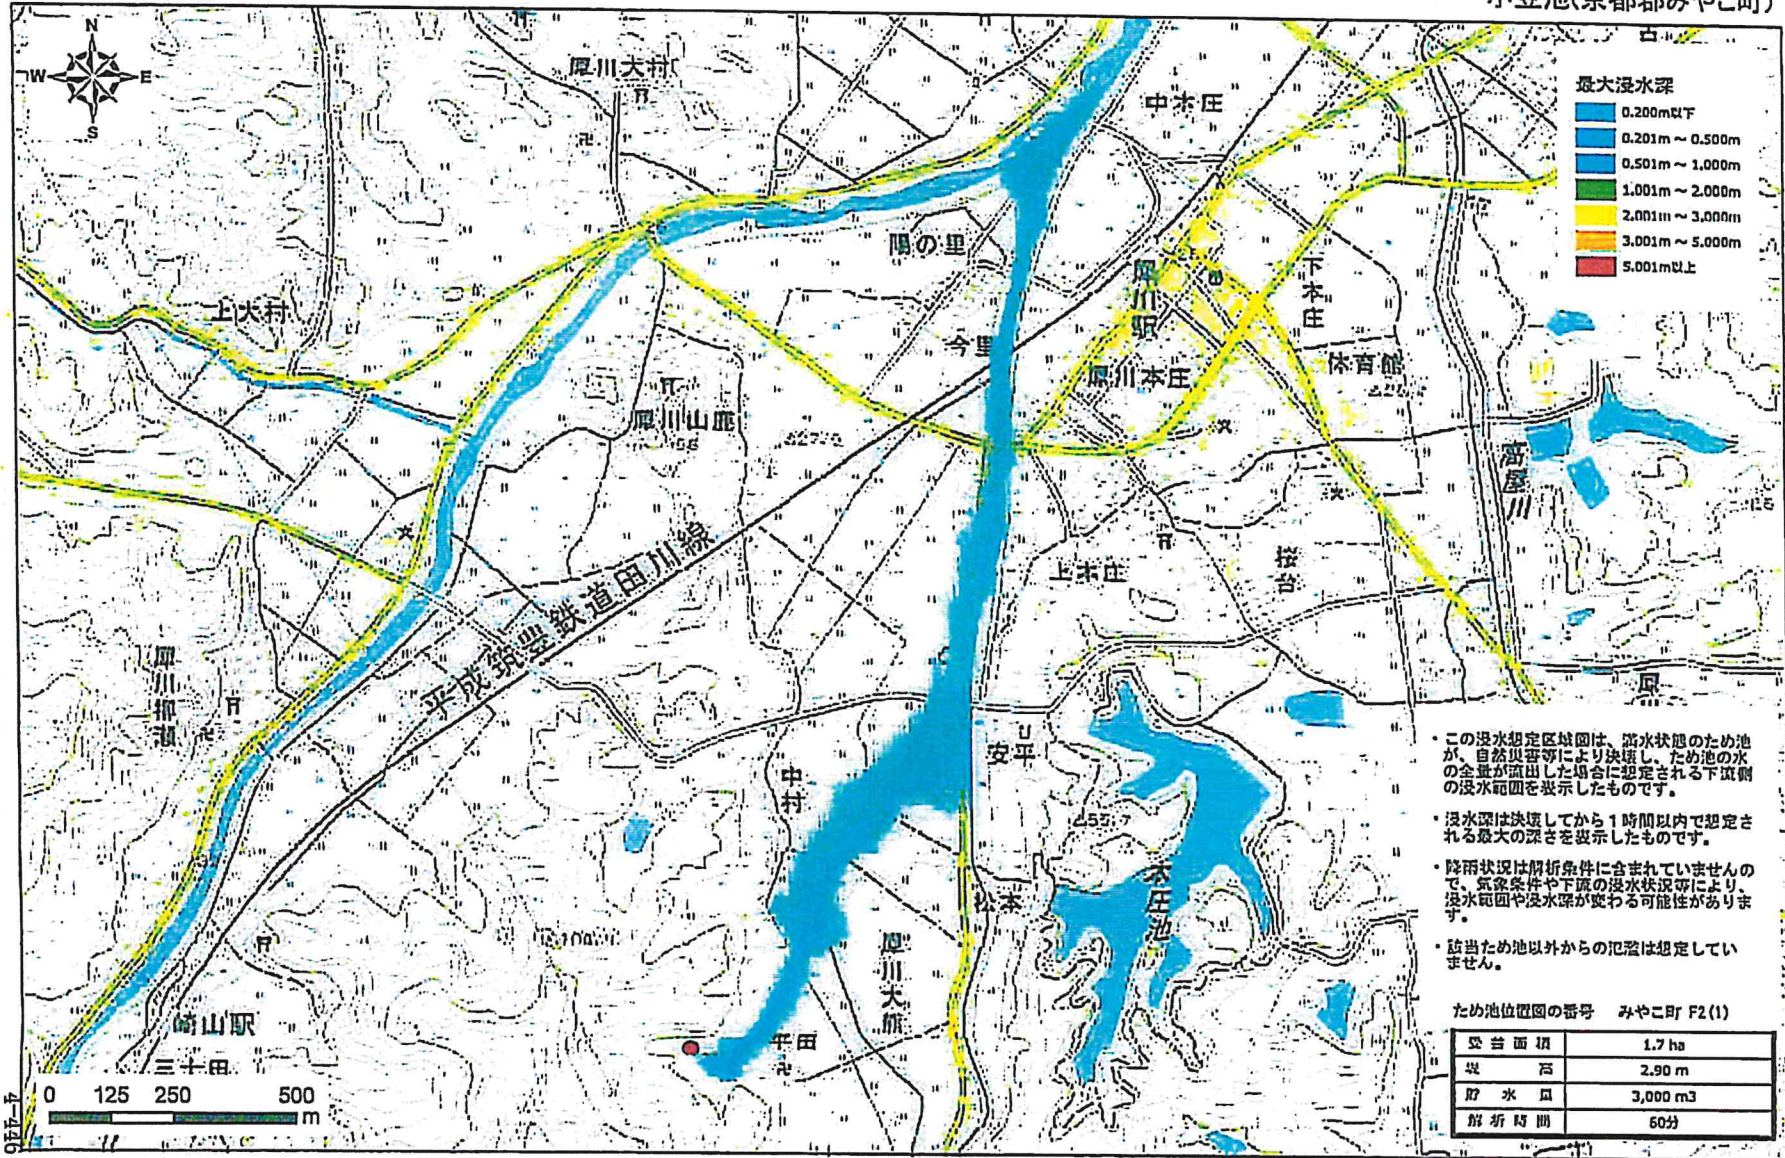 (京都郡みやこ町)
N
W
E
S
犀川大村
中本庄
最大浸水深
0.200m以下
0.201m ~ 0.500m
0.501m ~ 1.000m
1.001m ~ 2.000m
2.001m ~ 3.000m
3.001m ~ 5.000m
5.001m以上
陽の里
犀川駅
下本庄
上大村
今里
犀川本庄
体育館
犀川山鹿
高屋川
平成筑豊鉄道田川線
上本庄
桜台
安平
中村
松本
本庄池
犀川大熊
平田
崎山駅
三十田
0 125 250 500
m
4-446
・この浸水想定区域図は、満水状態のため池
が、自然災害等により決壊し、ため池の水
の全量が流出した場合に想定される下流側
の浸水範囲を表示したものです。
・浸水深は決壊してから1時間以内で想定さ
れる最大の深さを表示したものです。
・降雨状況は解析条件に含まれていませんの
で、気象条件や下流の浸水状況等により、
浸水範囲や浸水深が変わる可能性がありま
す。
・該当ため池以外からの氾濫は想定してい
ません。
ため池位置図の番号 みやこ町 F2(1)
受益面積 1.7 ha
堤高 2.90 m
貯水量 3,000 m3
解析時間 60分